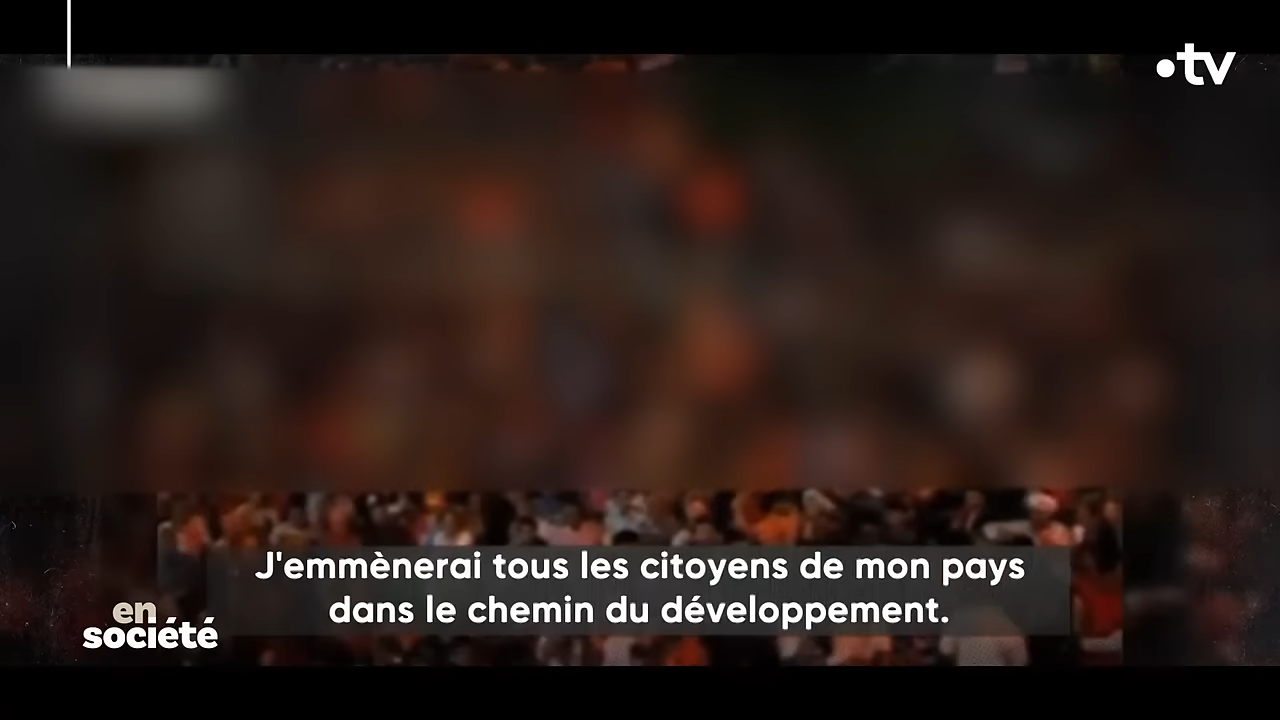 tv
J'emmènerai tous les citoyens de mon pays
dans le chemin du développement.
en
société